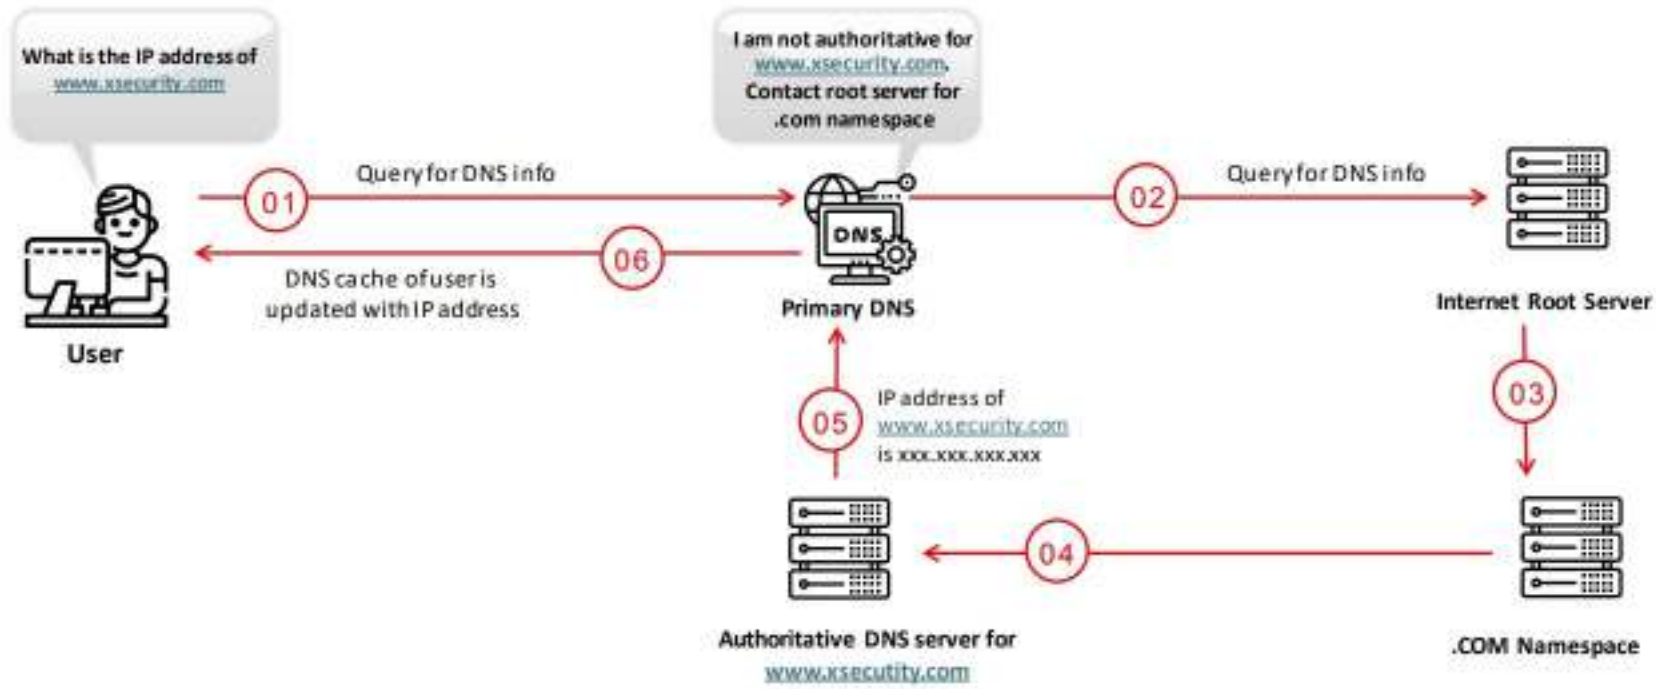 What is the IP address of
www.xsecurity.com
I am not authoritative for
www.xsecurity.com.
Contact root server for
.com namespace
01
Query for DNS info
02
Query for DNS info
DNS
06
DNS cache of user is
updated with IP address
User
Primary DNS
Internet Root Server
03
05
IP address of
www.xsecurity.com
is xxx.xxx.xxx.xxx
04
Authoritative DNS server for
www.xsecutity.com
.COM Namespace